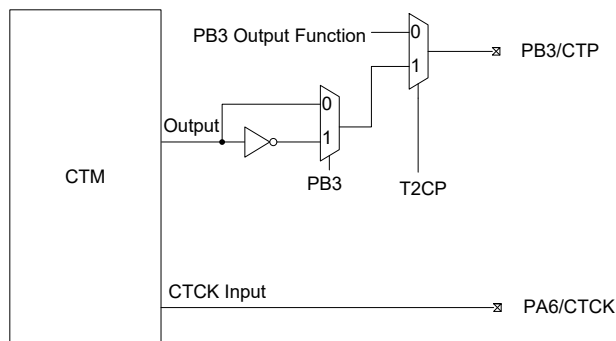 PB3 Output Function
0
1
PB3/CTP
0
1
Output
PB3
T2CP
CTM
CTCK Input
PA6/CTCK